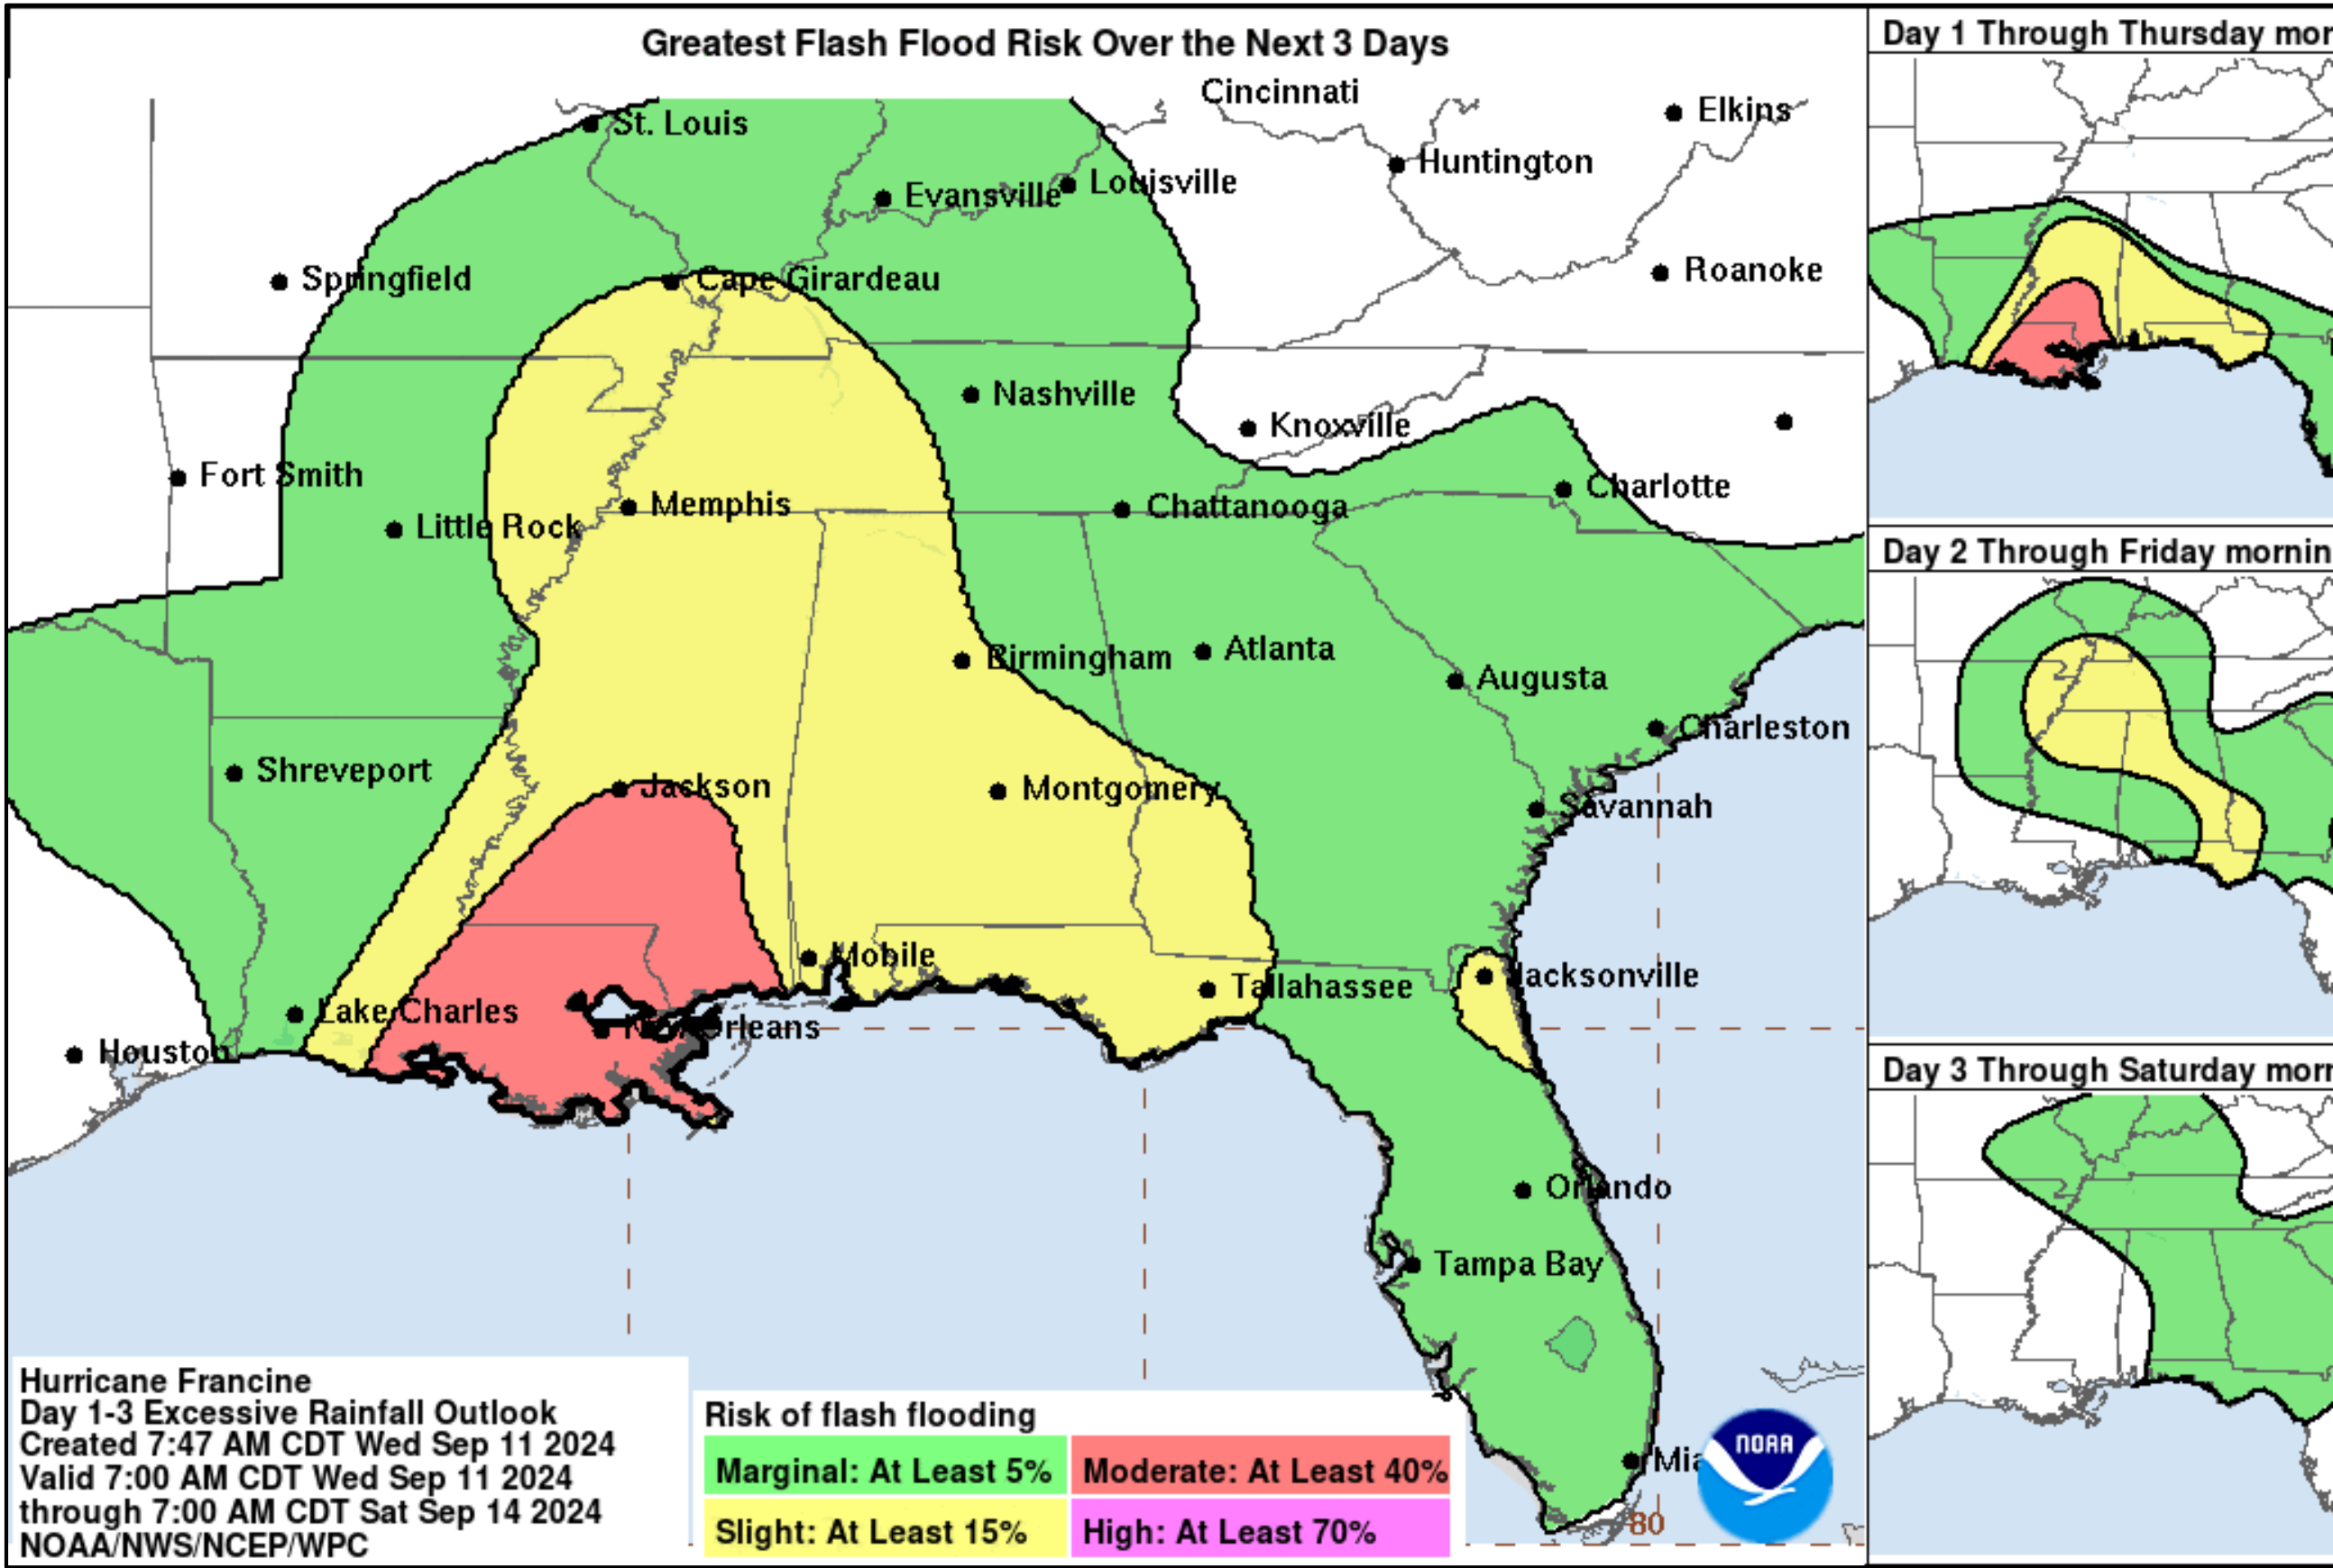 Greatest Flash Flood Risk Over the Next 3 Days
Cincinnati
Elkins
St. Louis
Huntington
Louisville
Evansville
Roanoke
Springfield
Cape Girardeau
Nashville
Knoxville
Fort Smith
Charlotte
Memphis
Chattanooga
Little Rock
Birmingham
Atlanta
Augusta
Charleston
Shreveport
Jackson
Montgomery
Savannah
Mobile
Jacksonville
Tallahassee
Lake Charles
New Orleans
Houston
Orlando
Tampa Bay
Mia
80
Hurricane Francine
Day 1-3 Excessive Rainfall Outlook
Created 7:47 AM CDT Wed Sep 11 2024
Valid 7:00 AM CDT Wed Sep 11 2024
through 7:00 AM CDT Sat Sep 14 2024
NOAA/NWS/NCEP/WPC
Risk of flash flooding
Marginal: At Least 5%
Moderate: At Least 40%
Slight: At Least 15%
High: At Least 70%
NOAA
Day 1 Through Thursday mor
Day 2 Through Friday mornin
Day 3 Through Saturday morn